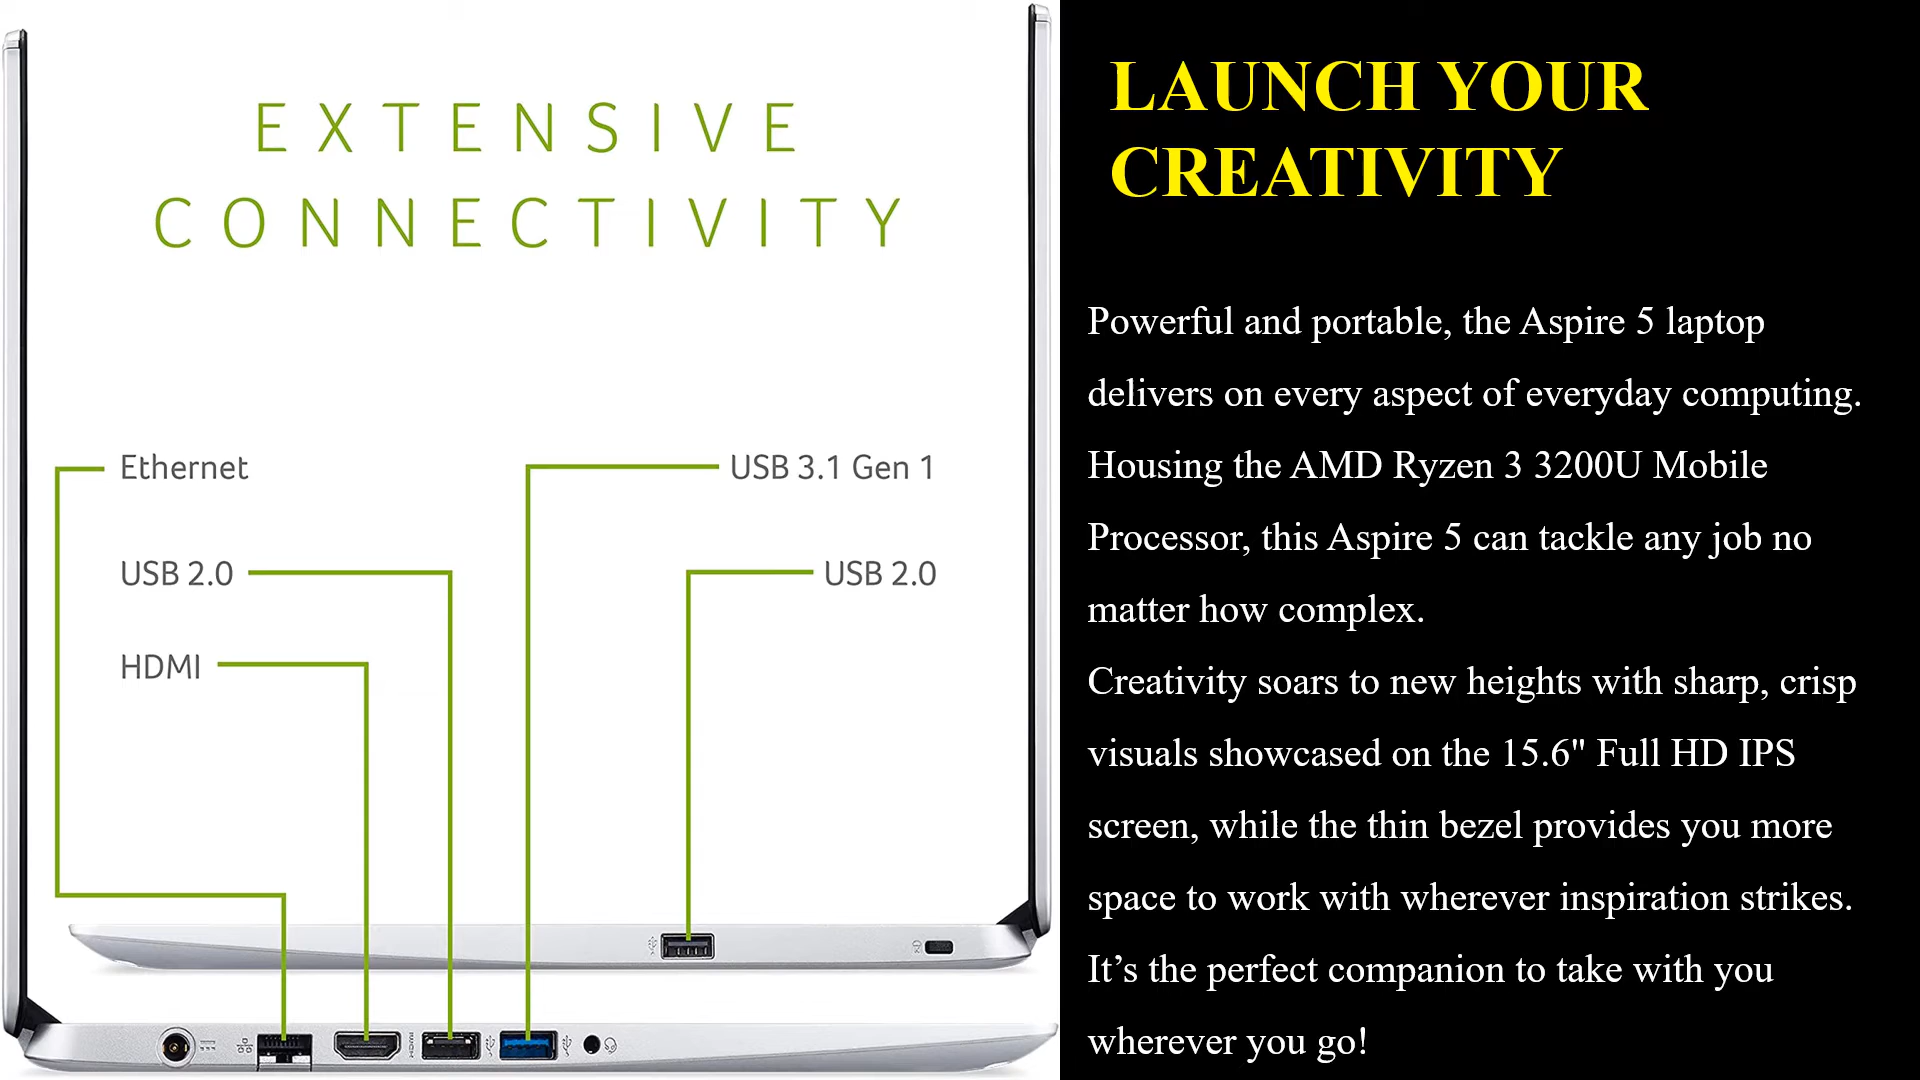 EXTENSIVE
CONNECTIVITY
Ethernet
USB 2.0
HDMI
USB 3.1 Gen 1
USB 2.0
LAUNCH YOUR
CREATIVITY
Powerful and portable, the Aspire 5 laptop
delivers on every aspect of everyday computing.
Housing the AMD Ryzen 3 3200U Mobile
Processor, this Aspire 5 can tackle any job no
matter how complex.
Creativity soars to new heights with sharp, crisp
visuals showcased on the 15.6" Full HD IPS
screen, while the thin bezel provides you more
space to work with wherever inspiration strikes.
It’s the perfect companion to take with you
wherever you go!
HDMI